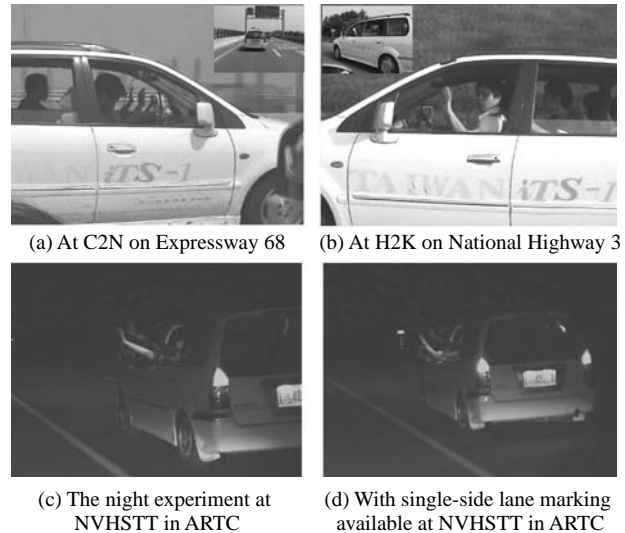 WAN iTS-1
TAIWAN iTS-1
(a) At C2N on Expressway 68
(b) At H2K on National Highway 3
(c) The night experiment at
NVHSTT in ARTC
(d) With single-side lane marking
available at NVHSTT in ARTC